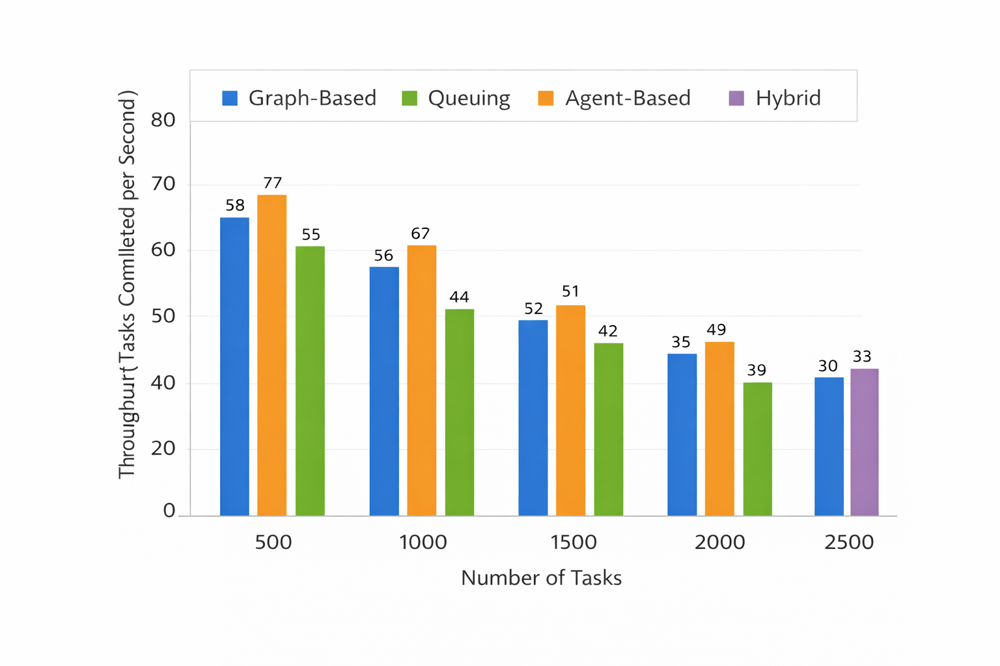 Graph-Based Queuing Agent-Based Hybrid
Throughwrt(Tasks Comlleted per Second)
80
70
60
50
40
20
0
58 77 55
56 67 44
52 51 42
35 49 39
30 33
500 1000 1500 2000 2500
Number of Tasks